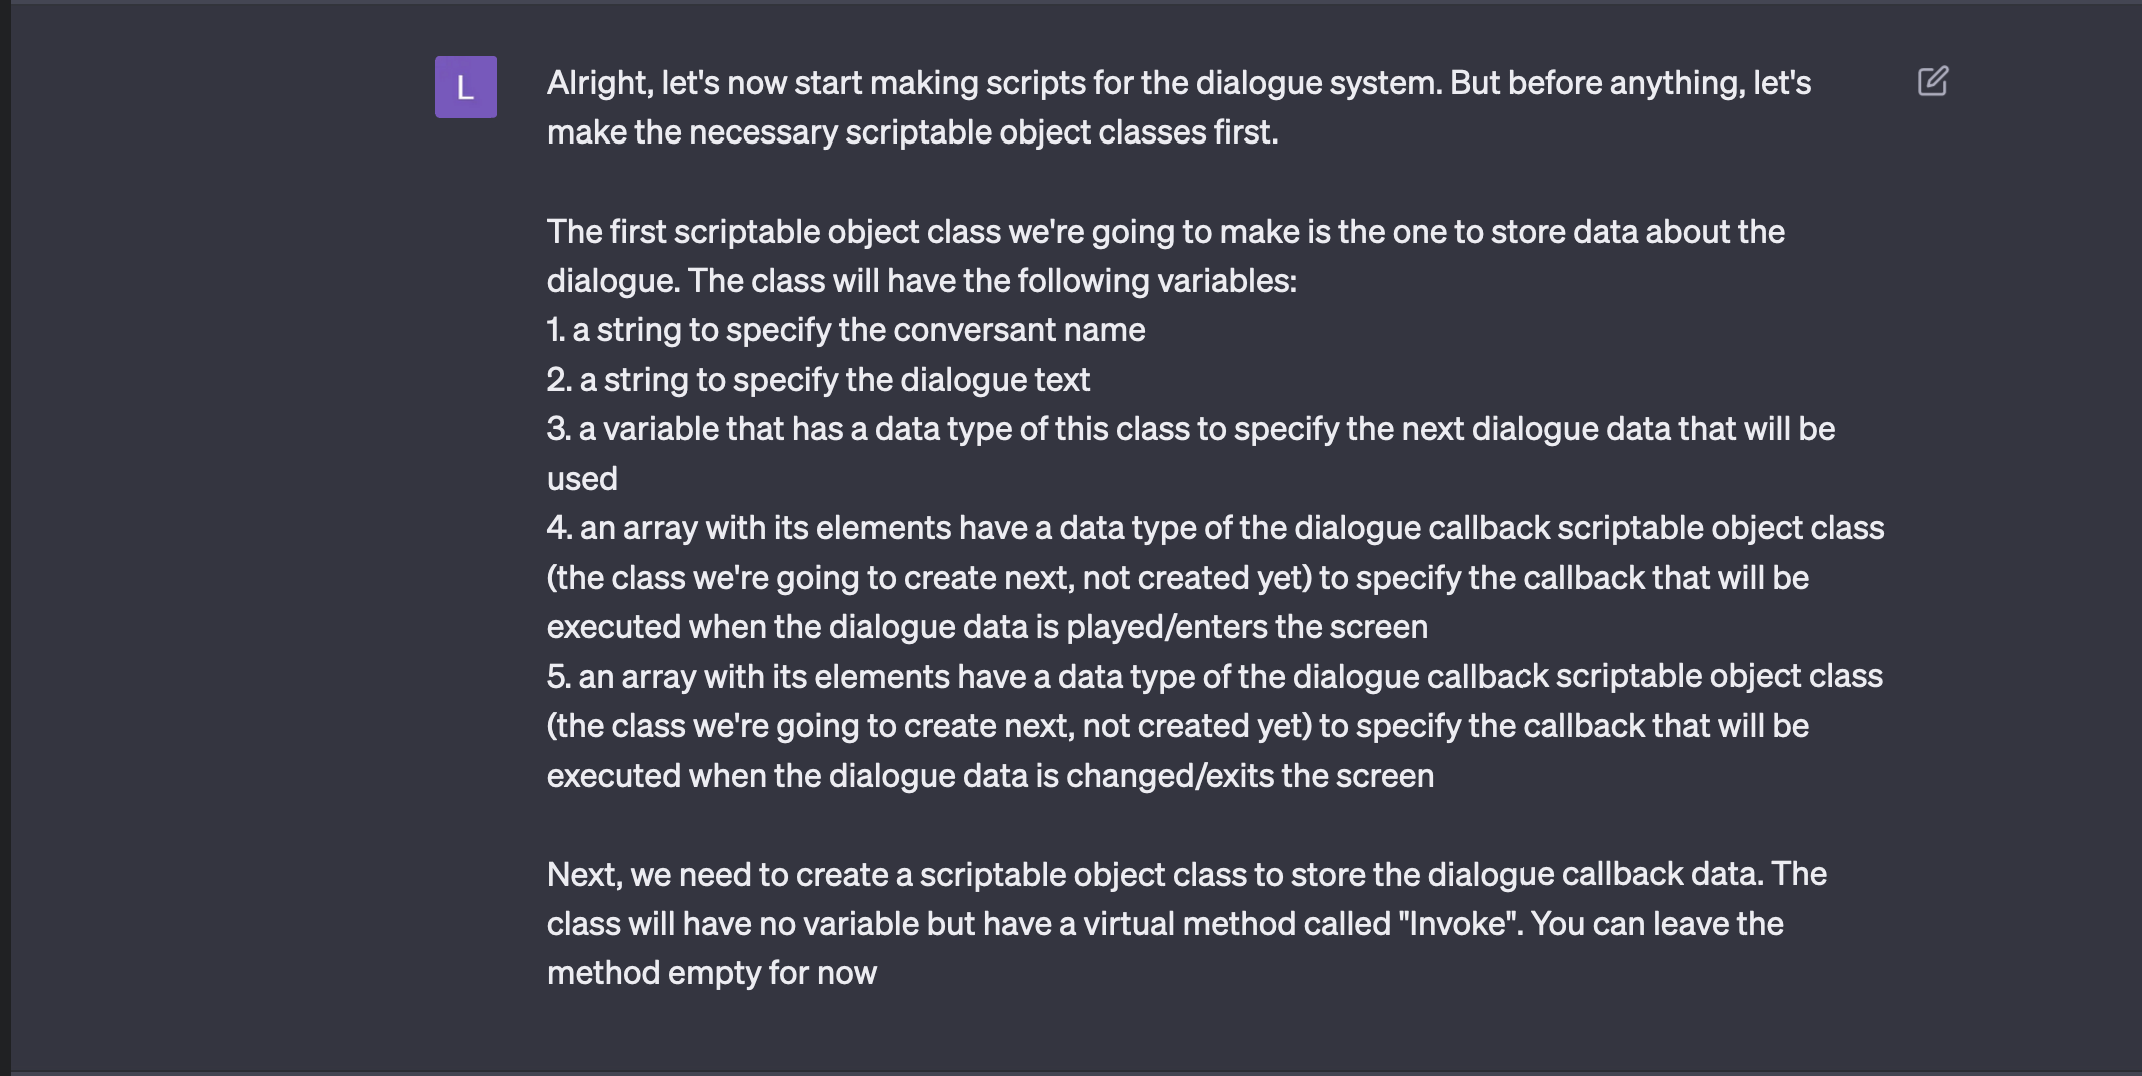 L
Alright, let's now start making scripts for the dialogue system. But before anything, let's
make the necessary scriptable object classes first.
The first scriptable object class we're going to make is the one to store data about the
dialogue. The class will have the following variables:
1. a string to specify the conversant name
2. a string to specify the dialogue text
3. a variable that has a data type of this class to specify the next dialogue data that will be
used
4. an array with its elements have a data type of the dialogue callback scriptable object class
(the class we're going to create next, not created yet) to specify the callback that will be
executed when the dialogue data is played/enters the screen
5. an array with its elements have a data type of the dialogue callback scriptable object class
(the class we're going to create next, not created yet) to specify the callback that will be
executed when the dialogue data is changed/exits the screen
Next, we need to create a scriptable object class to store the dialogue callback data. The
class will have no variable but have a virtual method called "Invoke". You can leave the
method empty for now